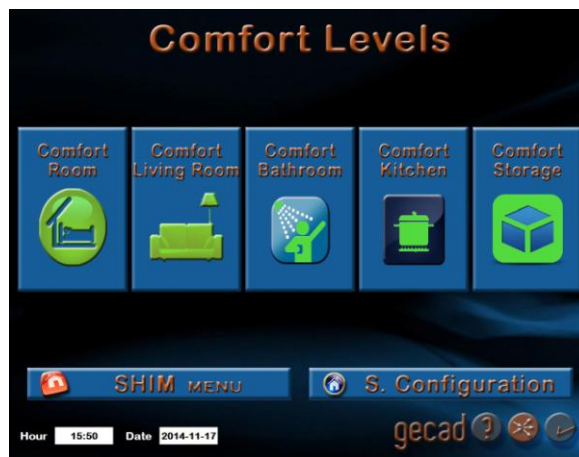 Comfort Levels
Comfort
Room
Comfort
Living Room
Comfort
Bathroom
Comfort
Kitchen
Comfort
Storage
SHIM MENU
S. Configuration
Hour 15:50 Date 2014-11-17
gecad ?